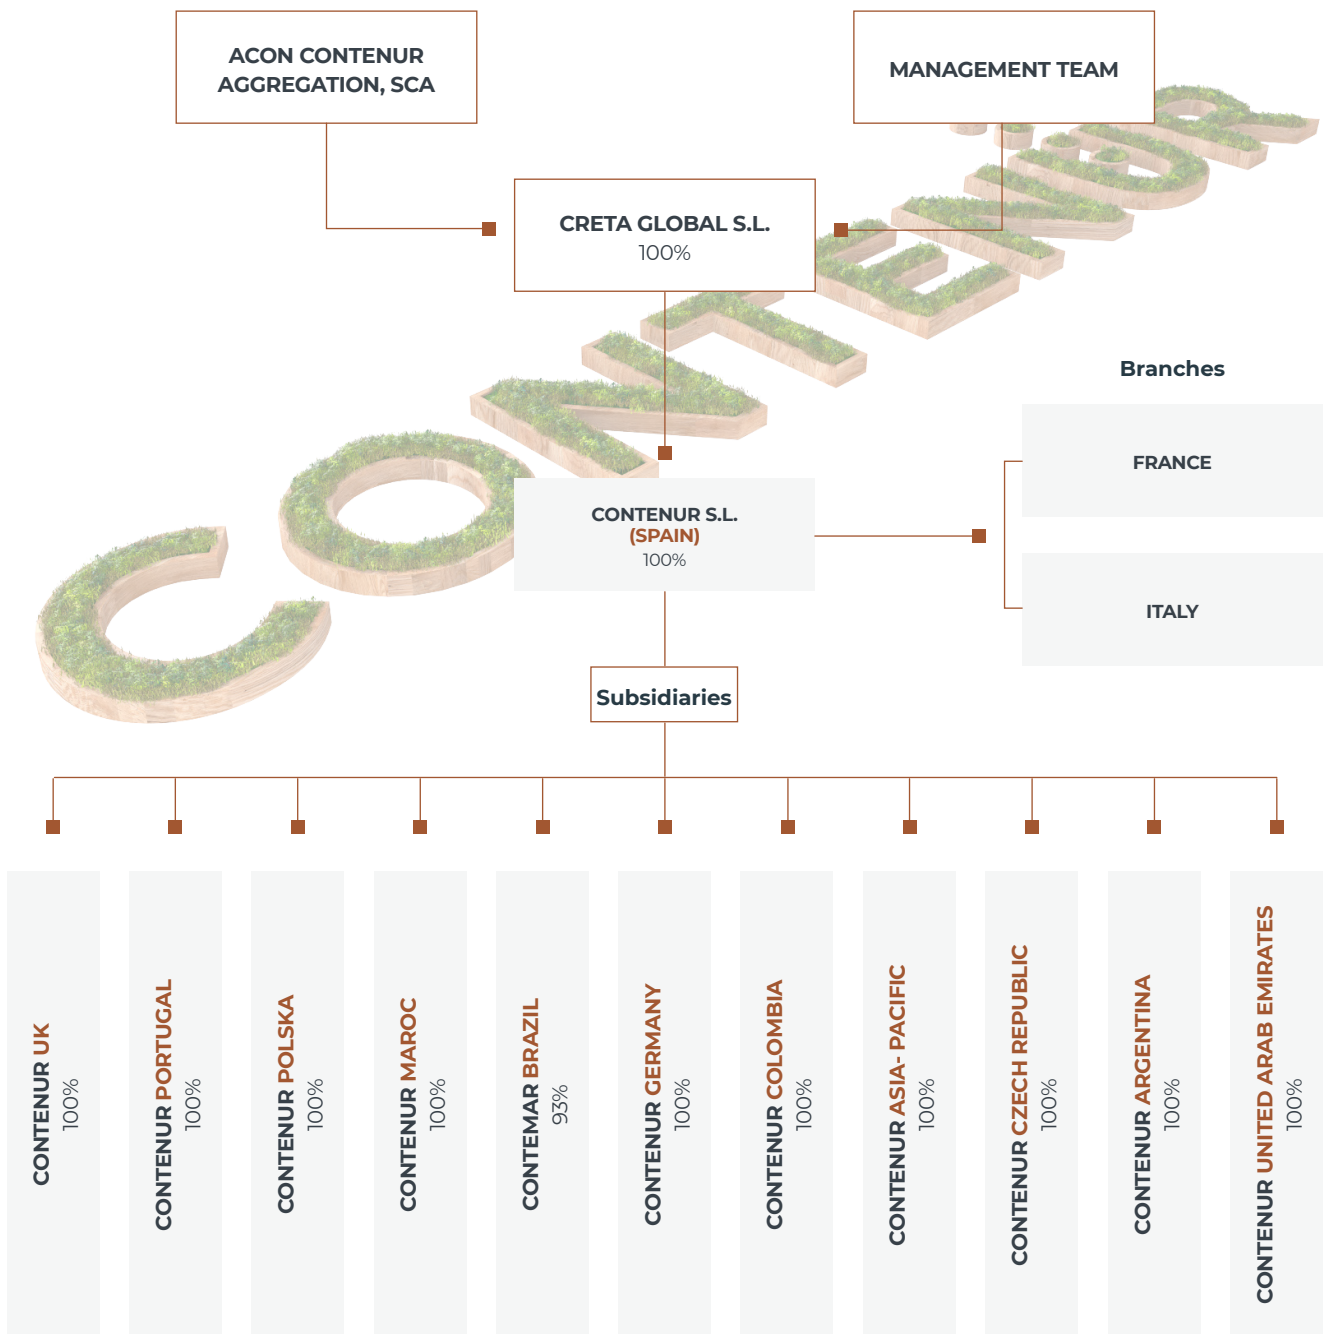 ACON CONTENUR
AGGREGATION, SCA
MANAGEMENT TEAM
CRETA GLOBAL S.L.
100%
CONTENÜR
Branches
FRANCE
CONTENUR S.L.
(SPAIN)
100%
ITALY
Subsidiaries
CONTENUR UK
100%
CONTENUR PORTUGAL
100%
CONTENUR POLSKA
100%
CONTENUR MAROC
100%
CONTEMAR BRAZIL
93%
CONTENUR GERMANY
100%
CONTENUR COLOMBIA
100%
CONTENUR ASIA- PACIFIC
100%
CONTENUR CZECH REPUBLIC
100%
CONTENUR ARGENTINA
100%
CONTENUR UNITED ARAB EMIRATES
100%